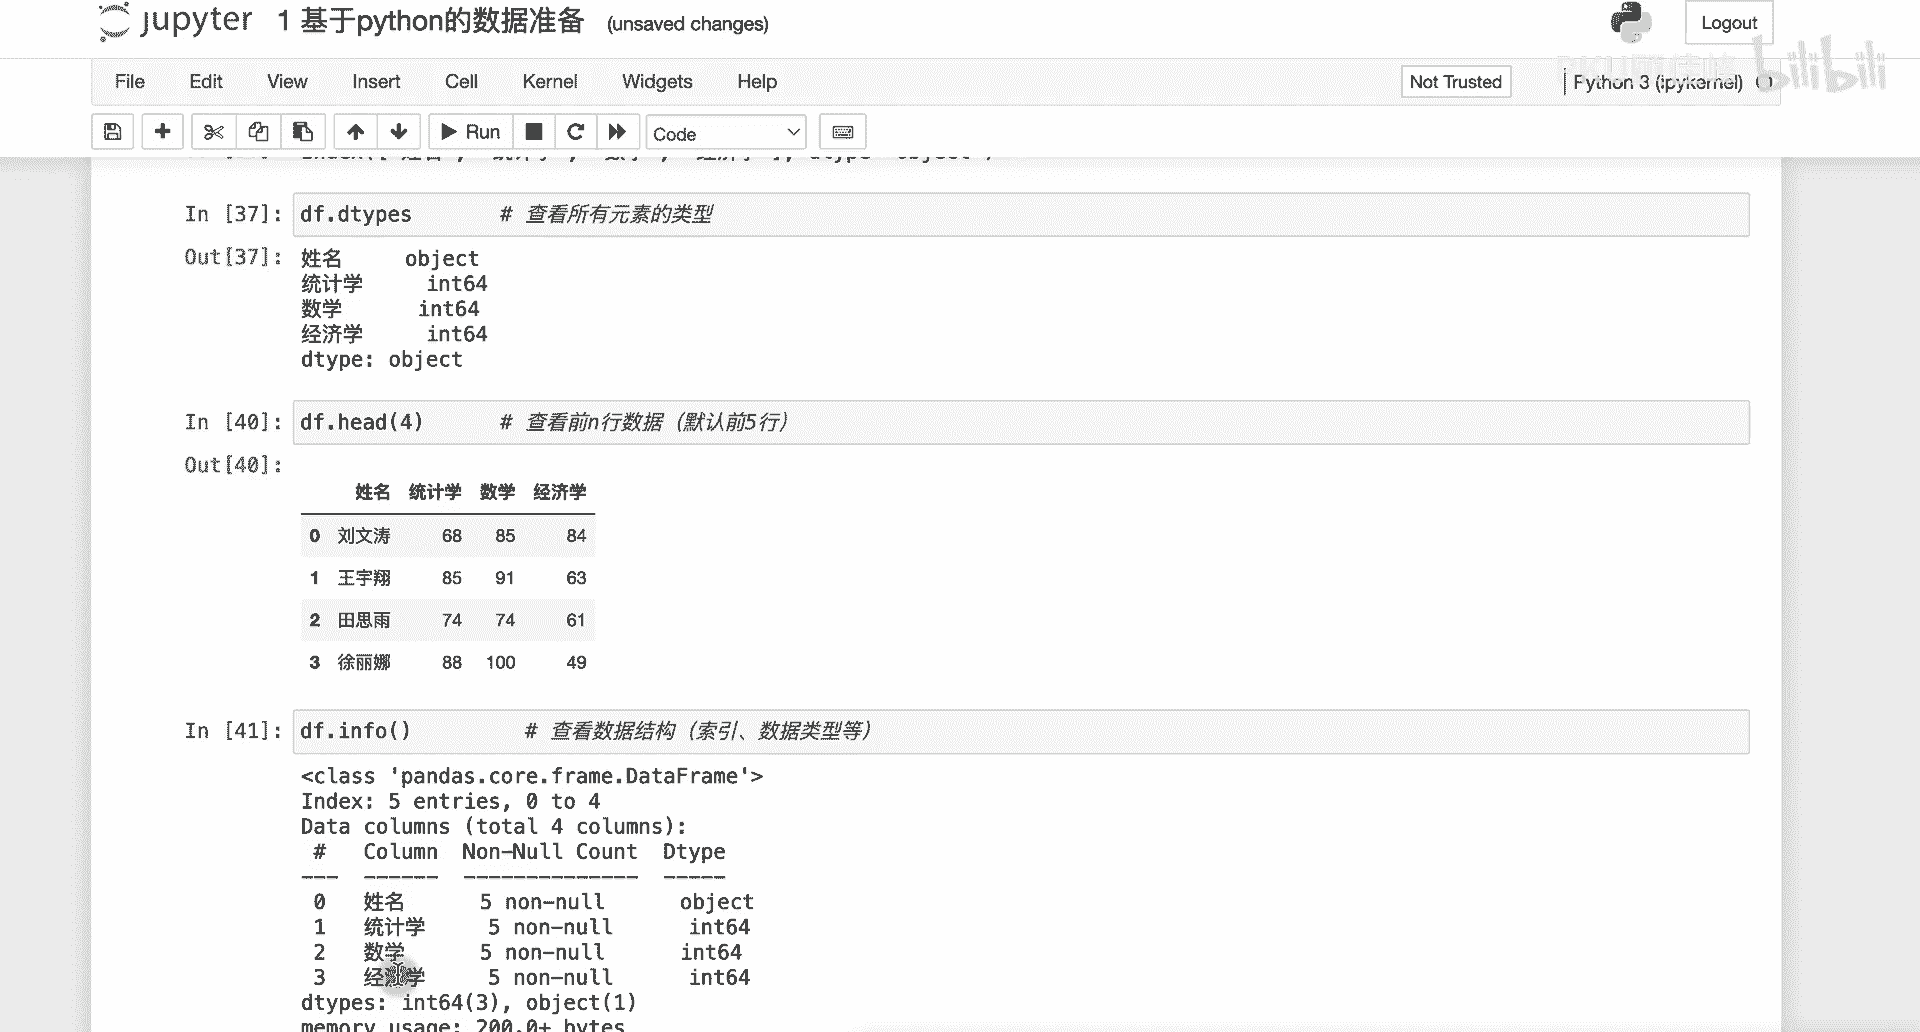 jupyter 1 基于python的数据准备 (unsaved changes)
Logout
bilibili
File Edit View Insert Cell Kernel Widgets Help
Not Trusted
Python 3 (ipykernel)
Run
Code
In [37]: df.dtypes # 查看所有元素的类型
Out[37]: 姓名 object
统计学 int64
数学 int64
经济学 int64
dtype: object
In [40]: df.head(4) # 查看前n行数据（默认前5行）
Out[40]:
姓名 统计学 数学 经济学
0 刘文涛 68 85 84
1 王宇翔 85 91 63
2 田思雨 74 74 61
3 徐丽娜 88 100 49
In [41]: df.info() # 查看数据结构（索引、数据类型等）
<class 'pandas.core.frame.DataFrame'>
Index: 5 entries, 0 to 4
Data columns (total 4 columns):
# Column Non-Null Count Dtype
--- ------ -------------- -----
0 姓名 5 non-null object
1 统计学 5 non-null int64
2 数学 5 non-null int64
3 经济学 5 non-null int64
dtypes: int64(3), object(1)
memory usage: 200.0+ bytes